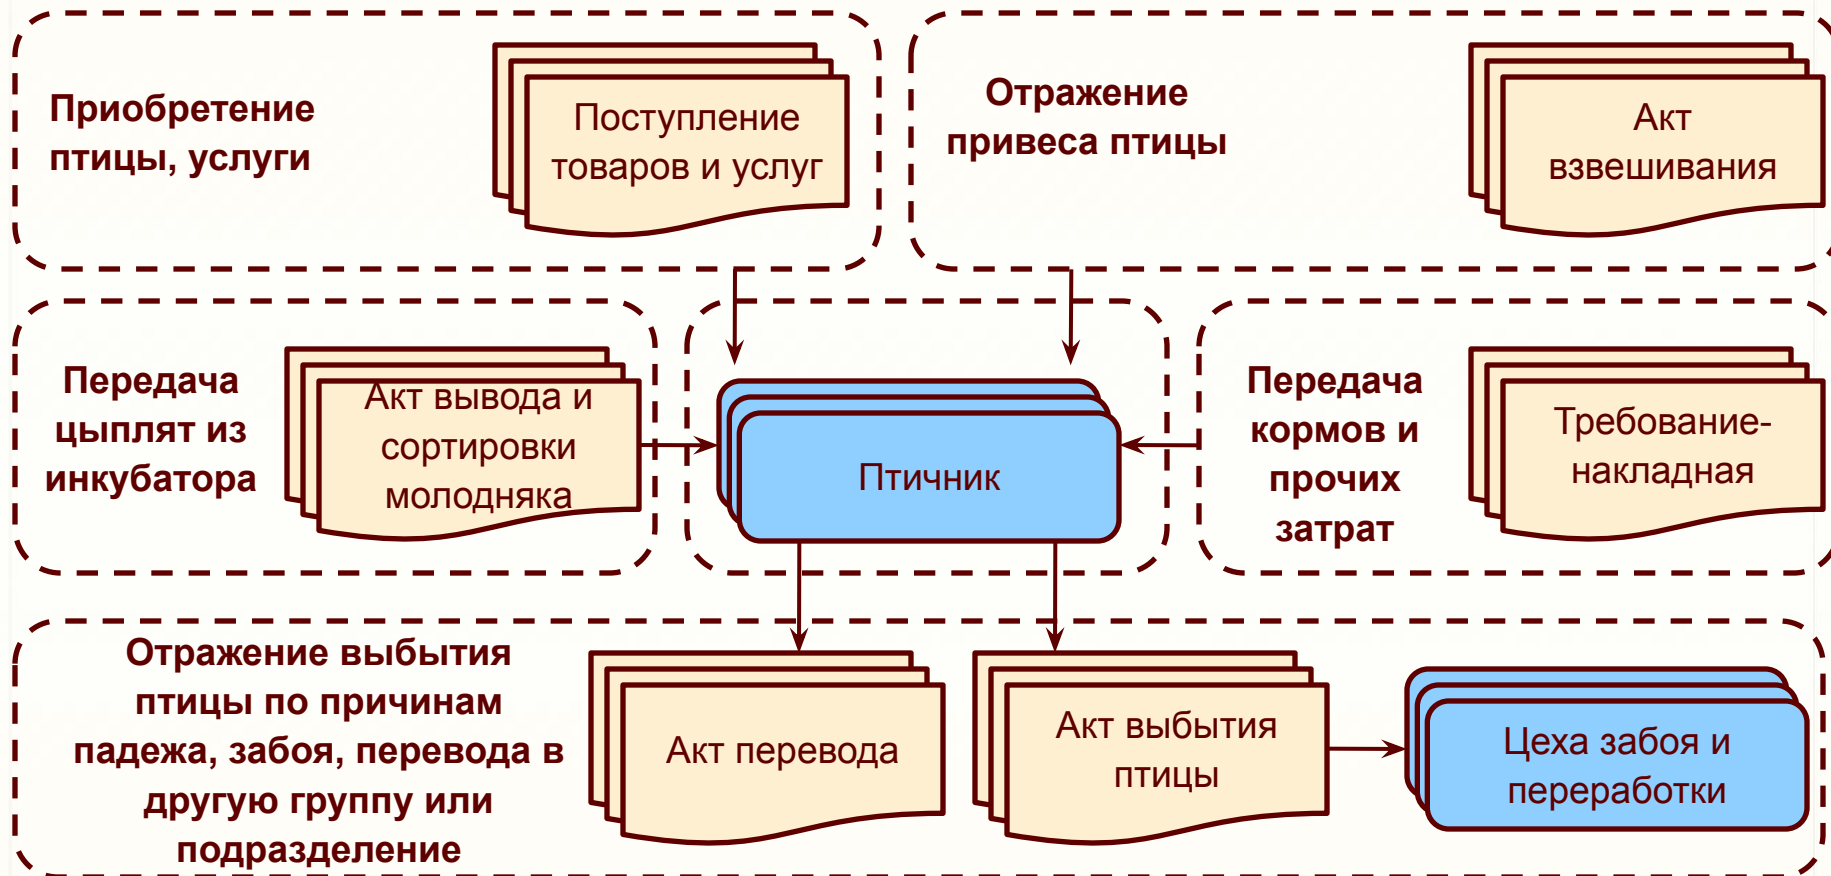 Приобретение
птицы, услуги
Поступление
товаров и услуг
Отражение
привеса птицы
Акт
взвешивания
Передача
цыплят из
инкубатора
Акт вывода и
сортировки
молодняка
Птичник
Передача
кормов и
прочих
затрат
Требование-
накладная
Отражение выбытия
птицы по причинам
падежа, забоя, перевода в
другую группу или
подразделение
Акт перевода
Акт выбытия
птицы
Цеха забоя и
переработки